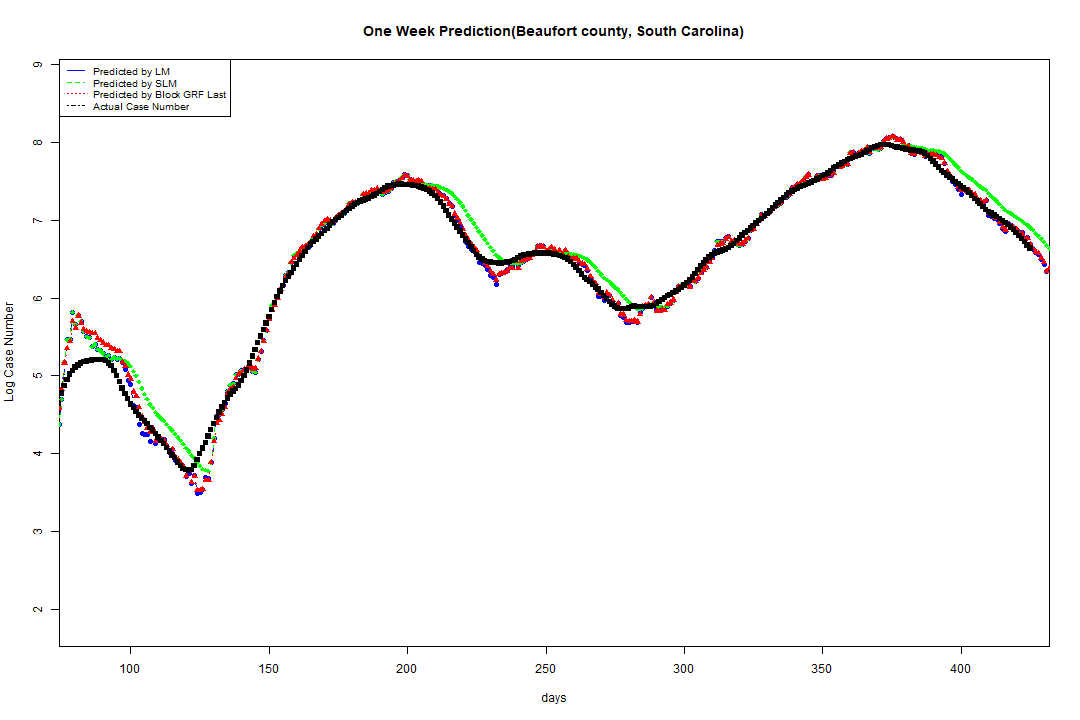 One Week Prediction(Beaufort county, South Carolina)
Predicted by LM
Predicted by SLM
Predicted by Block GRF Last
Actual Case Number
9
8
7
6
5
4
3
2
Log Case Number
100 150 200 250 300 350 400
days